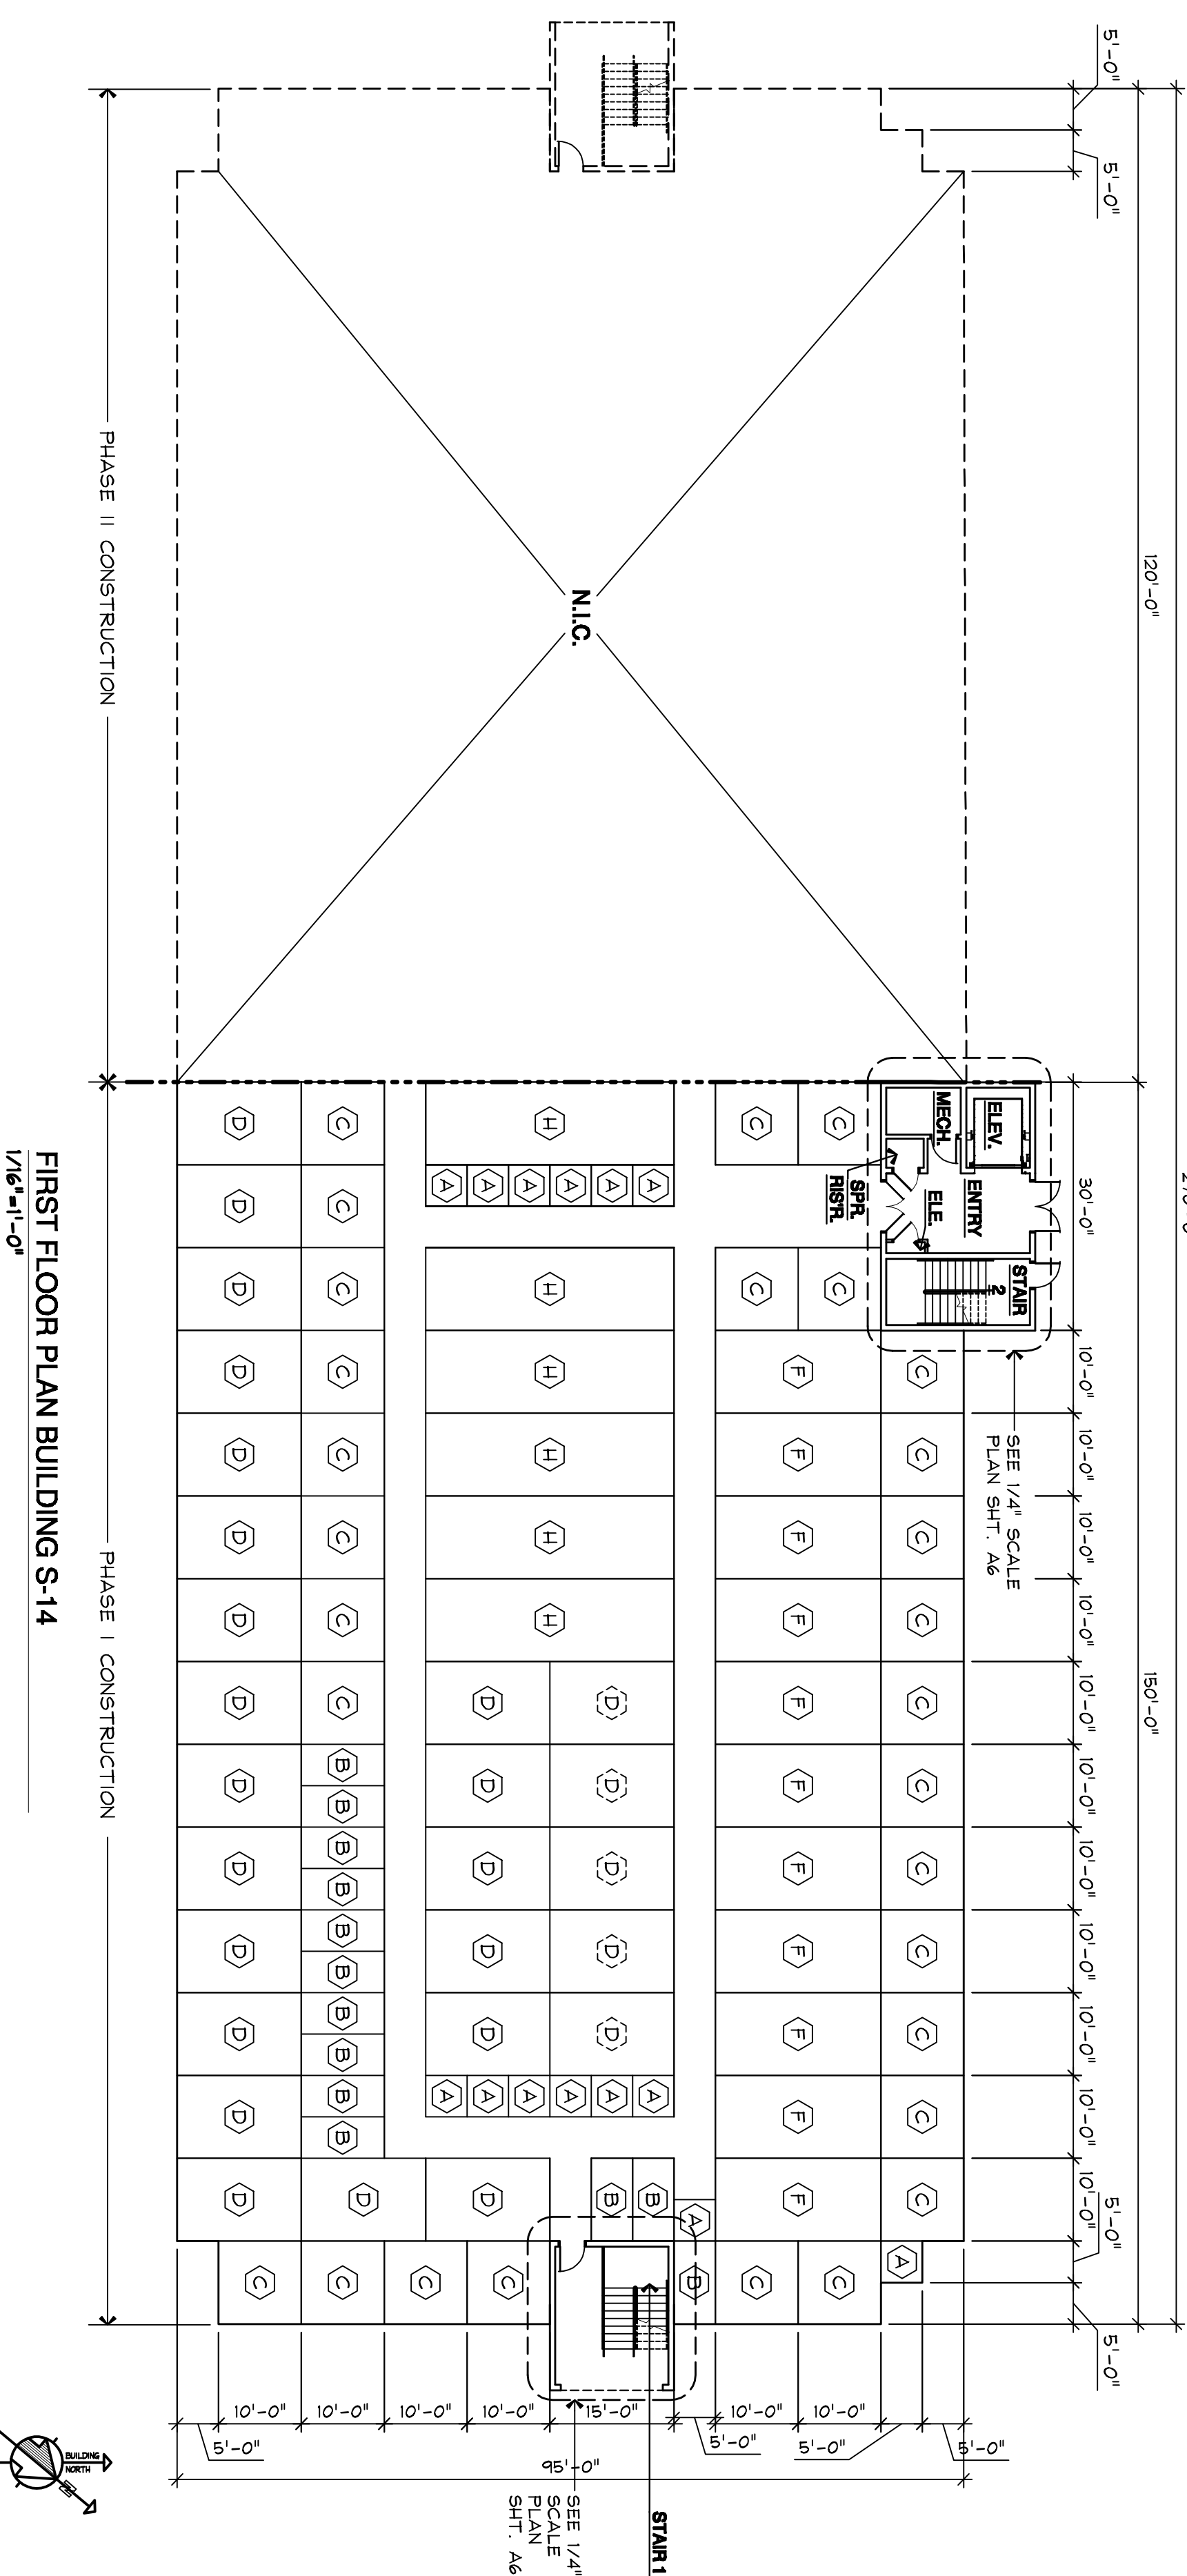 120'-0"
150'-0"
5'-0"
5'-0"
5'-0"
5'-0"
30'-0" 10'-0" 10'-0" 10'-0" 10'-0" 10'-0" 10'-0" 10'-0" 10'-0" 10'-0" 10'-0" 10'-0"
SEE 1/4" SCALE
PLAN SHT. A6
ELEV.
MECH.
ENTRY
ELE.
SPR.
RIS'R.
STAIR
2
C C C C C C C C C C C
A
C C C
F F F F F F F F F F F
C C C
A
B
A A B
A D D D D D A B
A A
H H H H H H
A A C
A D D D D D A D
A A C
D
C C C C C C C C B B B B B B B B B B C
D D D D D D D D D D D D D D C
N.I.C.
5'-0"
5'-0"
10'-0"
10'-0"
5'-0"
15'-0"
10'-0"
10'-0"
10'-0"
10'-0"
5'-0"
95'-0"
STAIR 1
SEE 1/4"
SCALE
PLAN
SHT. A6
PHASE II CONSTRUCTION
PHASE I CONSTRUCTION
FIRST FLOOR PLAN BUILDING S-14
1/16"=1'-0"
BUILDING
NORTH